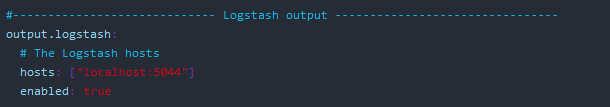 #----------------------------- Logstash output --------------------------------
output.logstash:
  # The Logstash hosts
  hosts: ["localhost:5044"]
  enabled: true